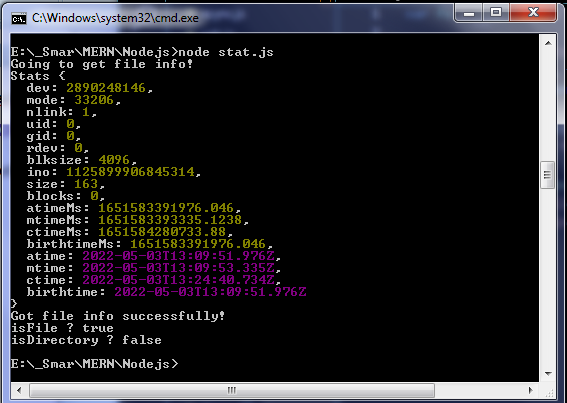 C:\Windows\system32\cmd.exe
E:\_Smar\MERN\Nodejs>node stat.js
Going to get file info!
Stats {
  dev: 2890248146,
  mode: 33206,
  nlink: 1,
  uid: 0,
  gid: 0,
  rdev: 0,
  blksize: 4096,
  ino: 1125899906845314,
  size: 163,
  blocks: 0,
  atimeMs: 1651583391976.046,
  mtimeMs: 1651583393335.1238,
  ctimeMs: 1651584280733.88,
  birthtimeMs: 1651583391976.046,
  atime: 2022-05-03T13:09:51.976Z,
  mtime: 2022-05-03T13:09:53.335Z,
  ctime: 2022-05-03T13:24:40.734Z,
  birthtime: 2022-05-03T13:09:51.976Z
}
Got file info successfully!
isFile ? true
isDirectory ? false
E:\_Smar\MERN\Nodejs>